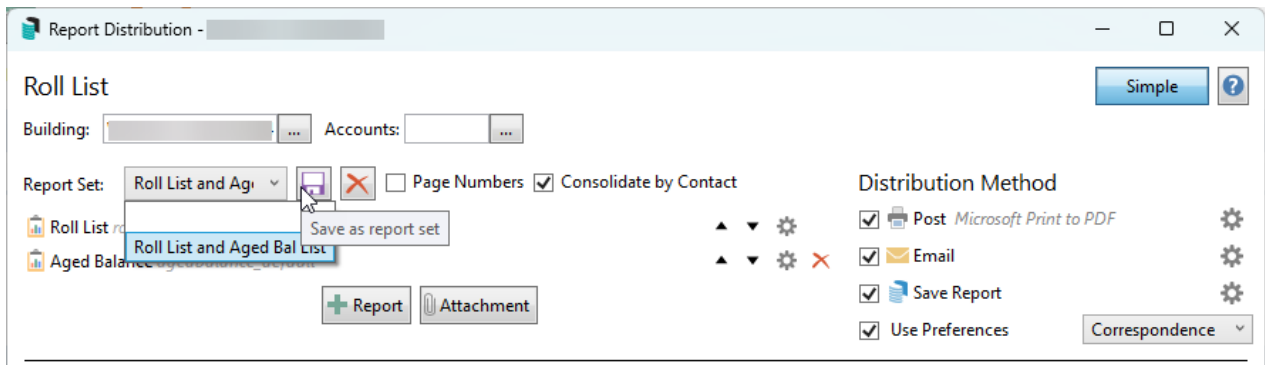 Report Distribution -
Roll List
Simple
Building:
...
Accounts:
...
Report Set:
Roll List and Ag
Page Numbers
Consolidate by Contact
Distribution Method
Roll List
Save as report set
Post Microsoft Print to PDF
Roll List and Aged Bal List
Aged Balance
Email
Save Report
Report
Attachment
Use Preferences
Correspondence